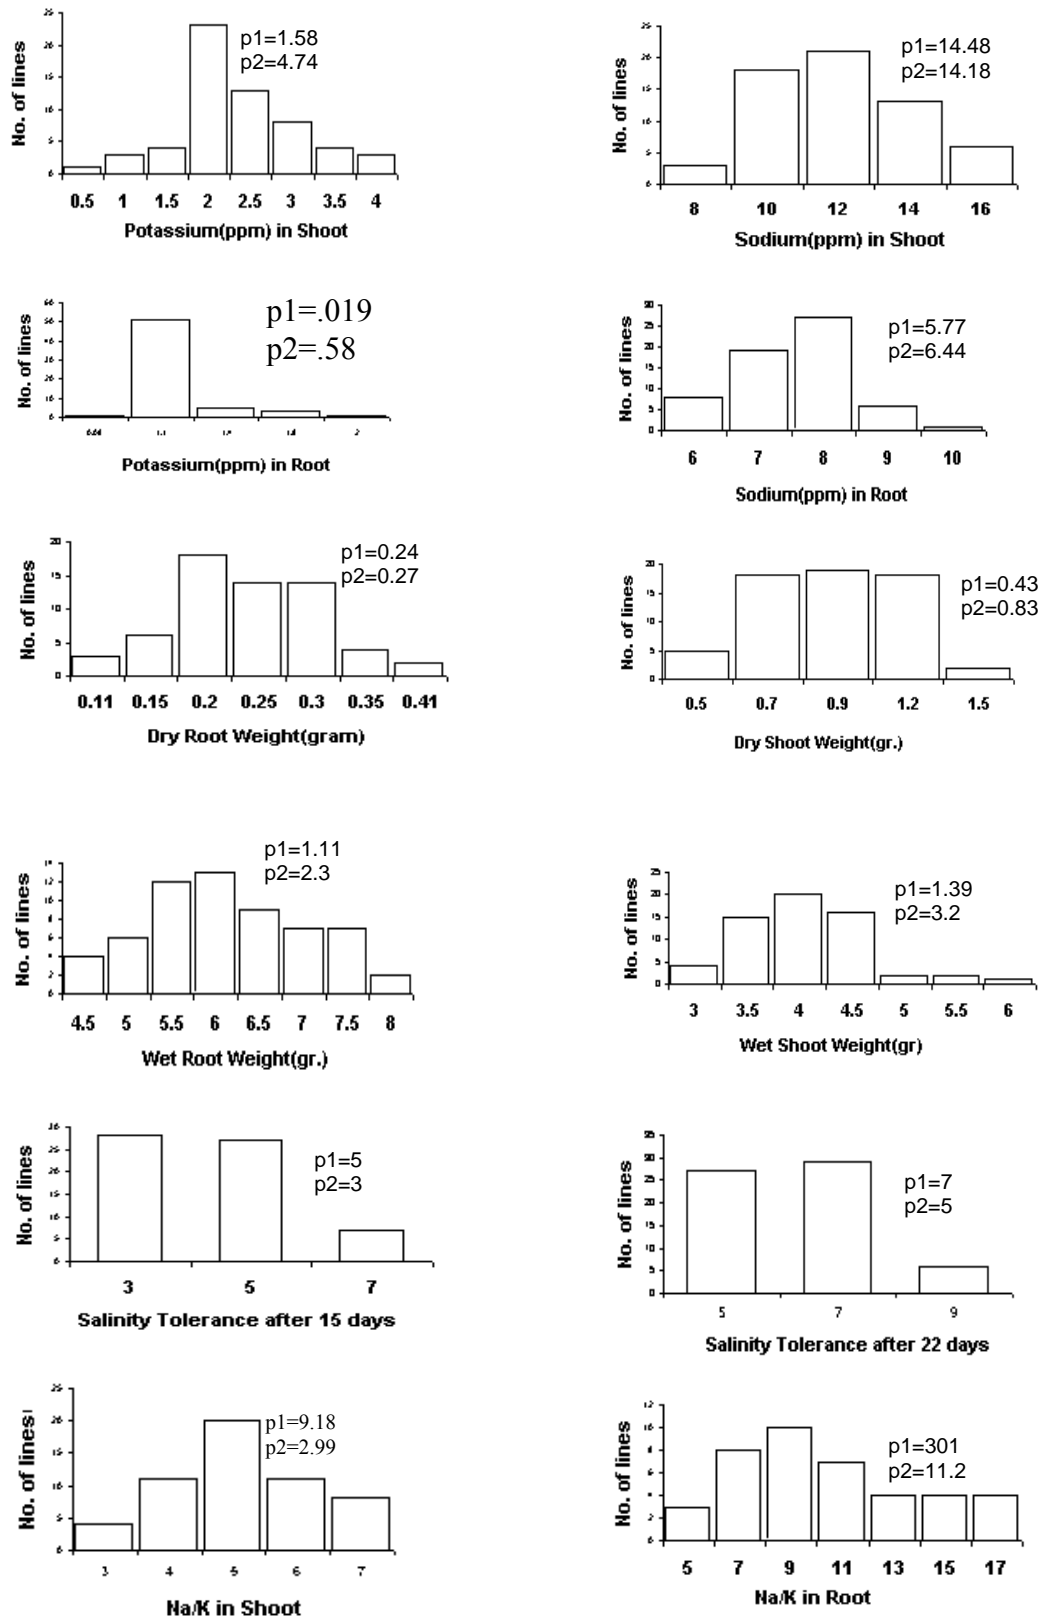 No. of lines
p1=1.58
p2=4.74
0.5 1 1.5 2 2.5 3 3.5 4
Potassium(ppm) in Shoot
No. of lines
p1=14.48
p2=14.18
8 10 12 14 16
Sodium(ppm) in Shoot
No. of lines
p1=.019
p2=.58
Potassium(ppm) in Root
No. of lines
p1=5.77
p2=6.44
6 7 8 9 10
Sodium(ppm) in Root
No. of lines
p1=0.24
p2=0.27
0.11 0.15 0.2 0.25 0.3 0.35 0.41
Dry Root Weight(gram)
No. of lines
p1=0.43
p2=0.83
0.5 0.7 0.9 1.2 1.5
Dry Shoot Weight(gr.)
No. of lines
p1=1.11
p2=2.3
4.5 5 5.5 6 6.5 7 7.5 8
Wet Root Weight(gr.)
No. of lines
p1=1.39
p2=3.2
3 3.5 4 4.5 5 5.5 6
Wet Shoot Weight(gr)
No. of lines
p1=5
p2=3
3 5 7
Salinity Tolerance after 15 days
No. of lines
p1=7
p2=5
5 7 9
Salinity Tolerance after 22 days
No. of lines
p1=9.18
p2=2.99
3 4 5 6 7
Na/K in Shoot
No. of lines
p1=301
p2=11.2
5 7 9 11 13 15 17
Na/K in Root